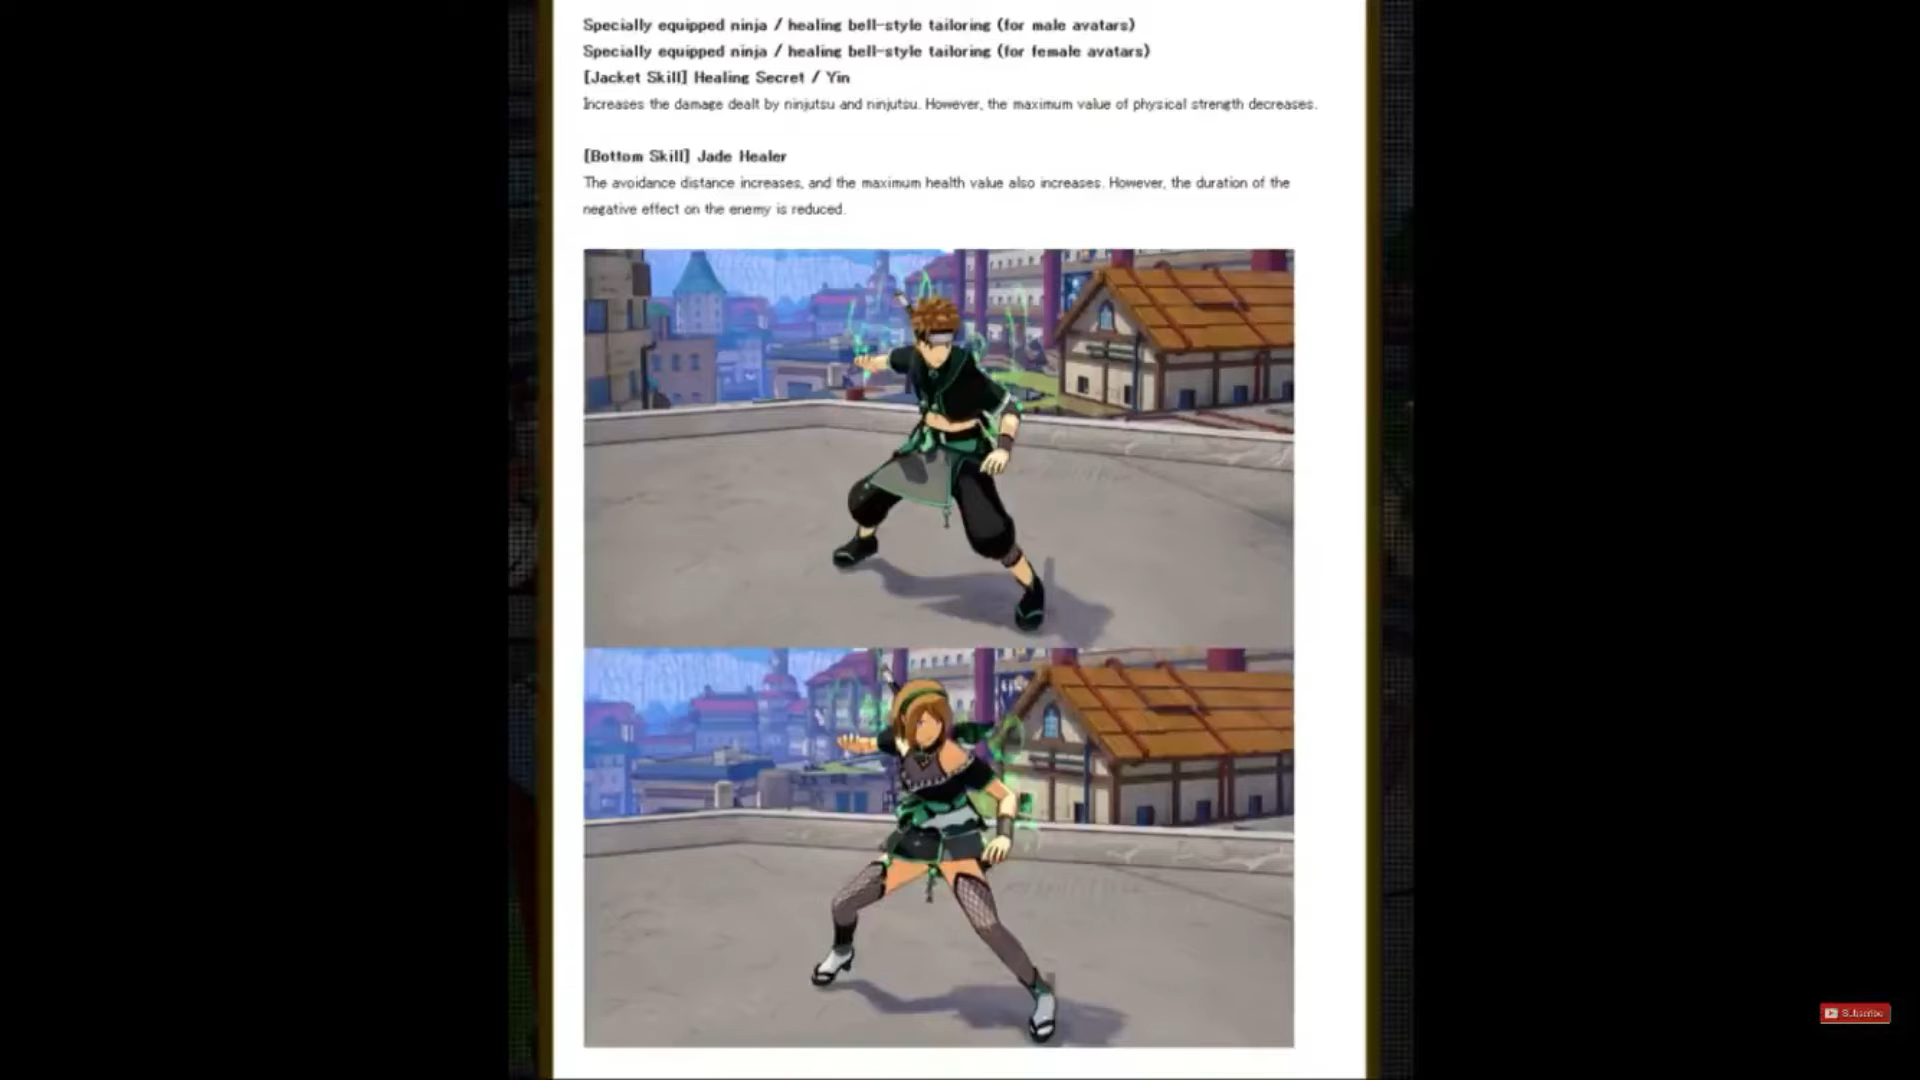 Specially equipped ninja / healing bell-style tailoring (for male avatars)
Specially equipped ninja / healing bell-style tailoring (for female avatars)
[Jacket Skill] Healing Secret / Yin
Increases the damage dealt by ninjutsu and ninjutsu. However, the maximum value of physical strength decreases.
[Bottom Skill] Jade Healer
The avoidance distance increases, and the maximum health value also increases. However, the duration of the
negative effect on the enemy is reduced.
Subscribe